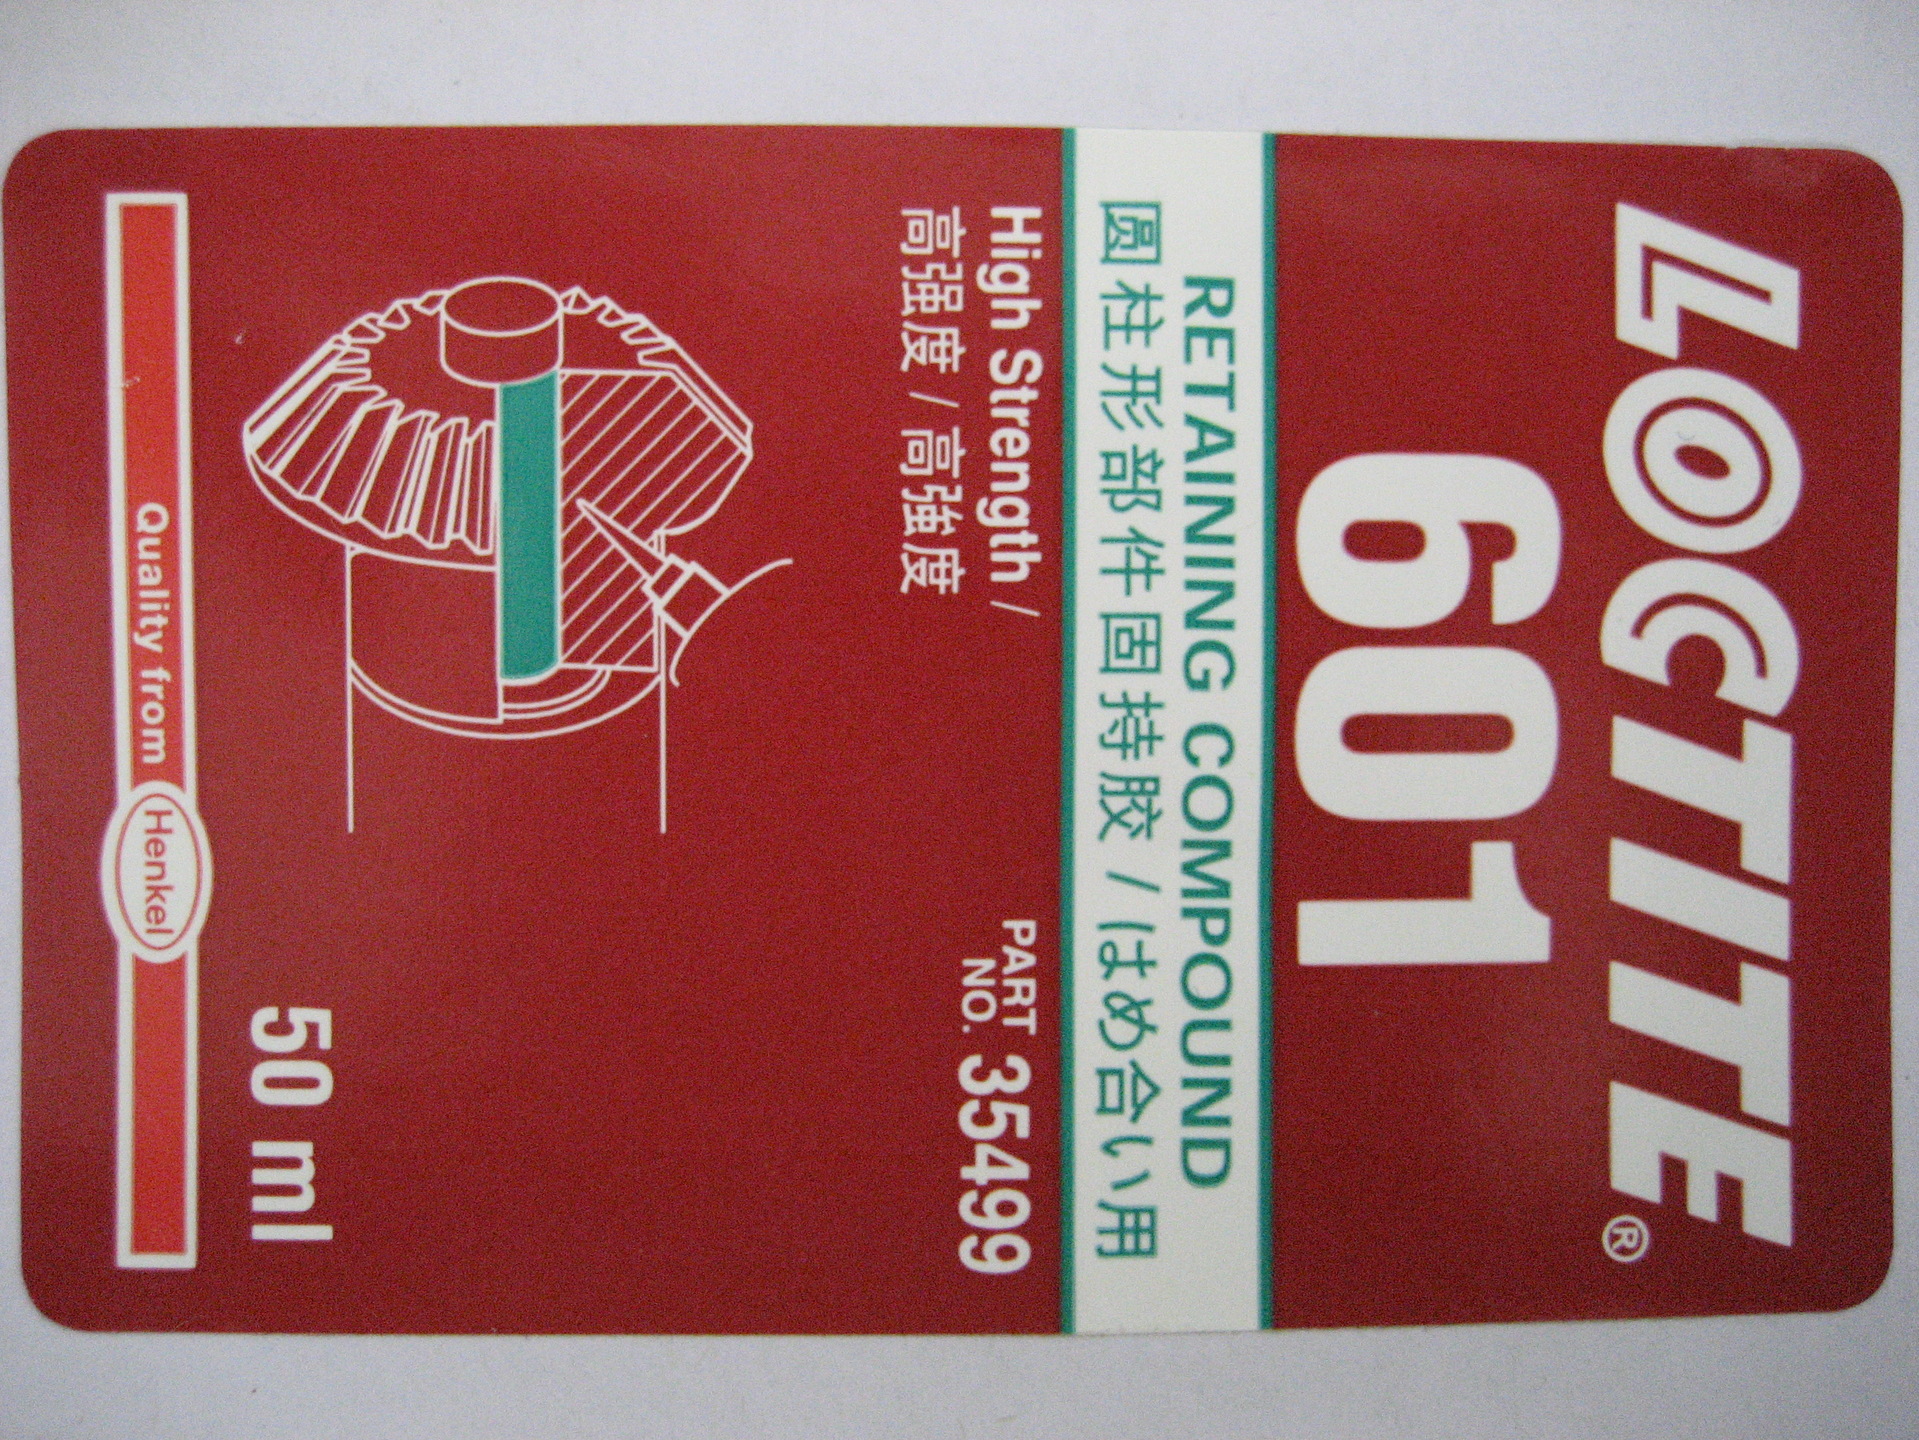 LOCTITE®
601
RETAINING COMPOUND
圆柱形部件固持胶 / はめ合い用
High Strength /
高强度 / 高強度
PART NO. 35499
50 ml
Quality from Henkel